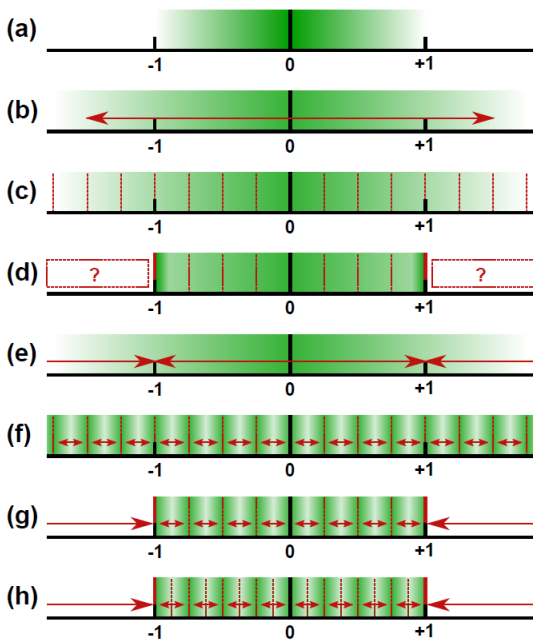 (a)
-1 0 +1
(b)
-1 0 +1
(c)
-1 0 +1
(d) ? ?
-1 0 +1
(e)
-1 0 +1
(f)
-1 0 +1
(g)
-1 0 +1
(h)
-1 0 +1